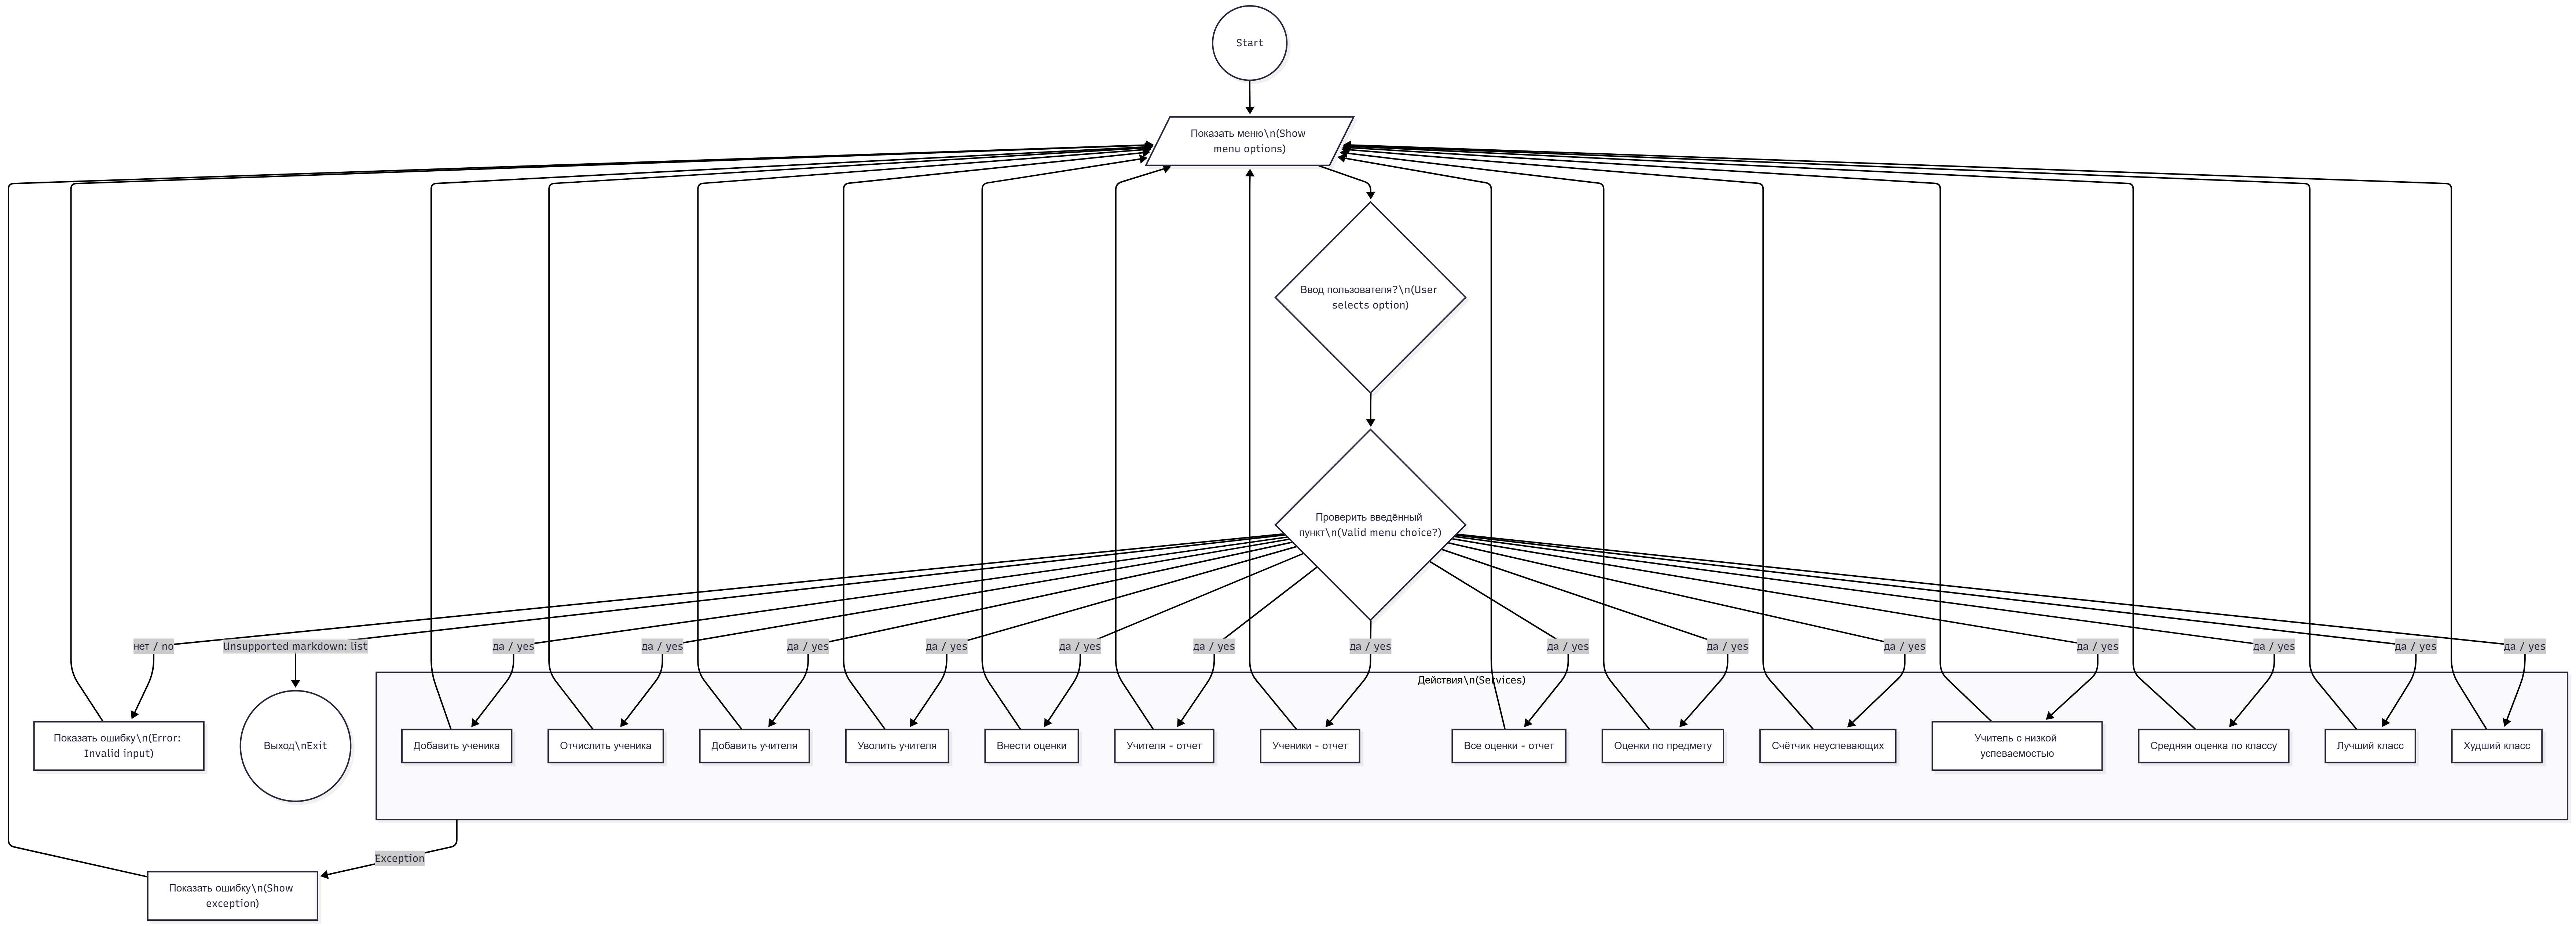 Start
Показать меню\n(Show
menu options)
Ввод пользователя?\n(User
selects option)
Проверить введённый
пункт\n(Valid menu choice?)
нет / no
Unsupported markdown: list
да / yes
да / yes
да / yes
да / yes
да / yes
да / yes
да / yes
да / yes
да / yes
да / yes
да / yes
да / yes
да / yes
да / yes
Действия\n(Services)
Показать ошибку\n(Error:
Invalid input)
Выход\nExit
Добавить ученика
Отчислить ученика
Добавить учителя
Уволить учителя
Внести оценки
Учителя - отчет
Ученики - отчет
Все оценки - отчет
Оценки по предмету
Счётчик неуспевающих
Учитель с низкой
успеваемостью
Средняя оценка по классу
Лучший класс
Худший класс
Exception
Показать ошибку\n(Show
exception)